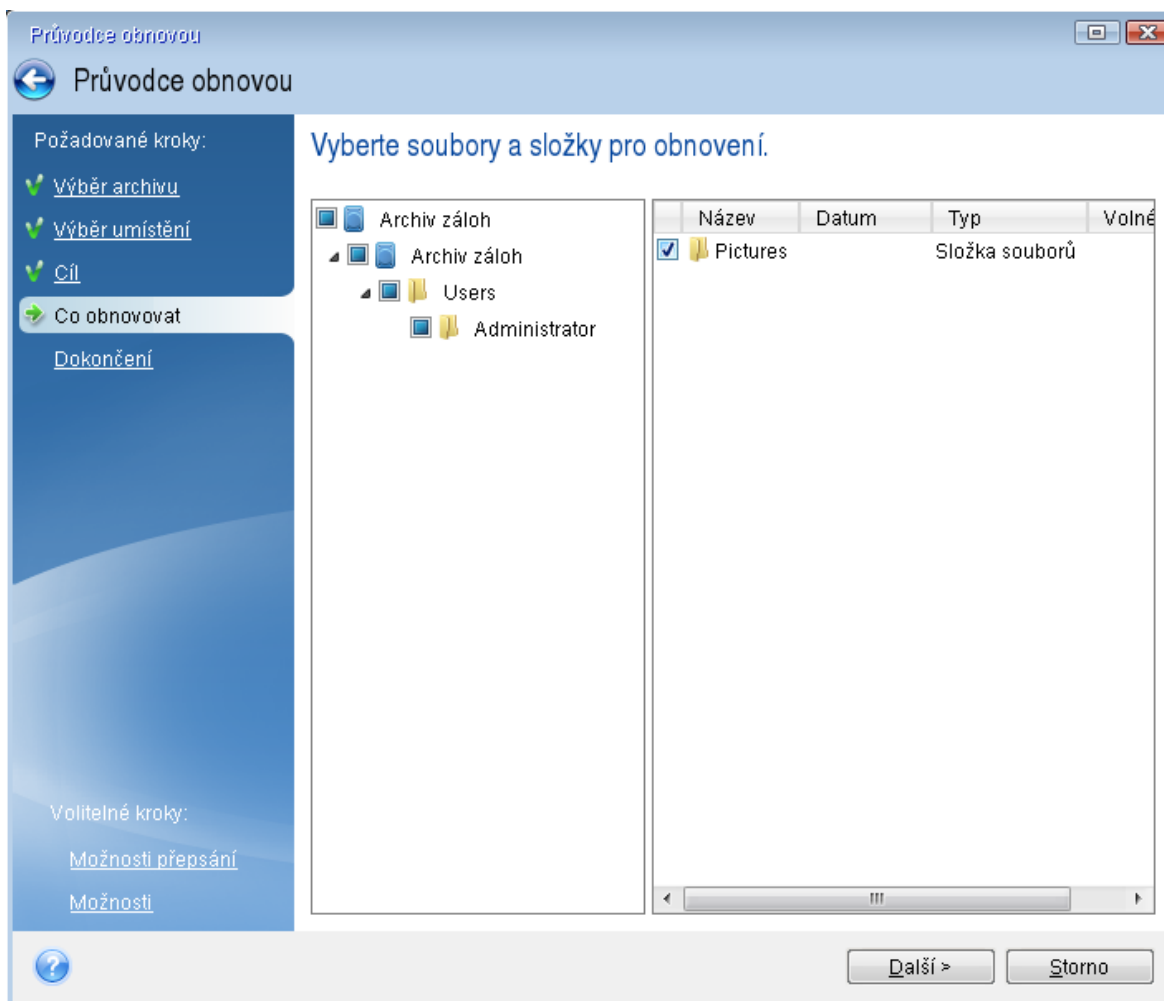 Průvodce obnovou
Průvodce obnovou
Požadované kroky:
Výběr archivu
Výběr umístění
Cíl
Co obnovovat
Dokončení
Volitelné kroky:
Možnosti přepsání
Možnosti
Vyberte soubory a složky pro obnovení.
Archiv záloh
Archiv záloh
Users
Administrator
Název Datum Typ Volné
Pictures Složka souborů
Další > Storno